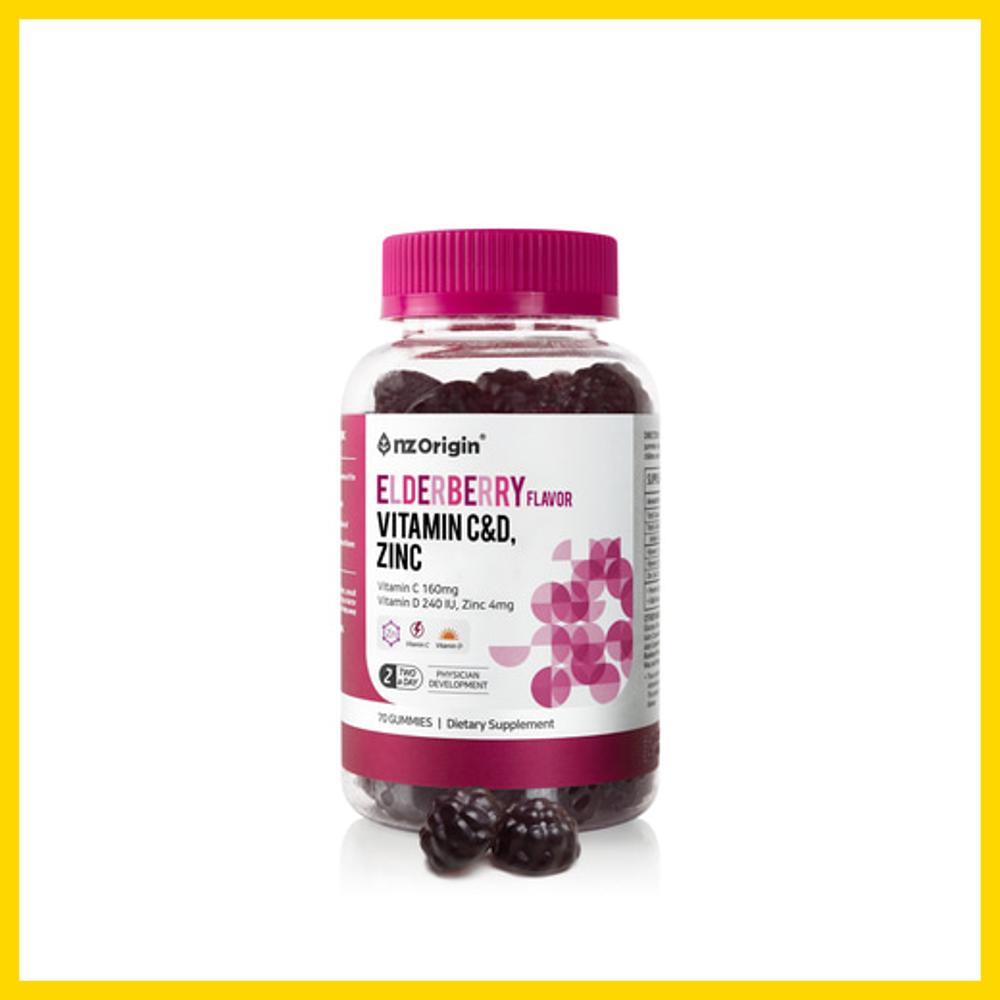 nzOrigin®
ELDERBERRY FLAVOR
VITAMIN C&D,
ZINC
Vitamin C 160mg
Vitamin D 240 IU, Zinc 4mg
Zn
Vitamin C
Vitamin D
2 TWO a DAY
PHYSICIAN
DEVELOPMENT
70 GUMMIES | Dietary Supplement